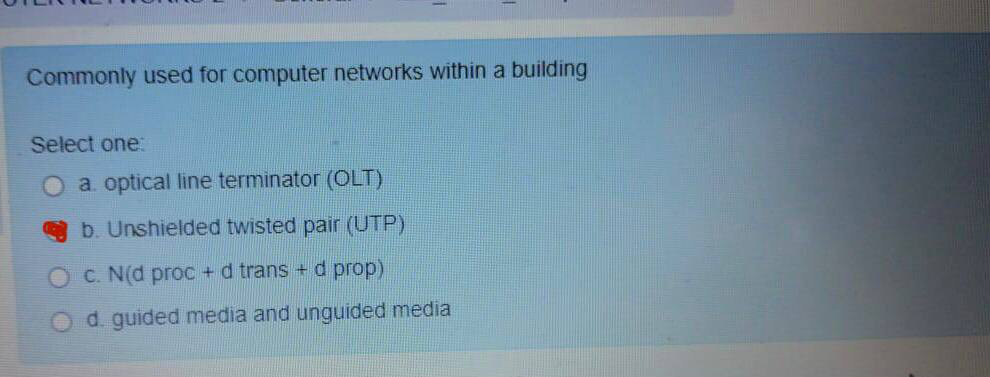 Commonly used for computer networks within a building
Select one:
a. optical line terminator (OLT)
b. Unshielded twisted pair (UTP)
c. N(d proc + d trans + d prop)
d. guided media and unguided media